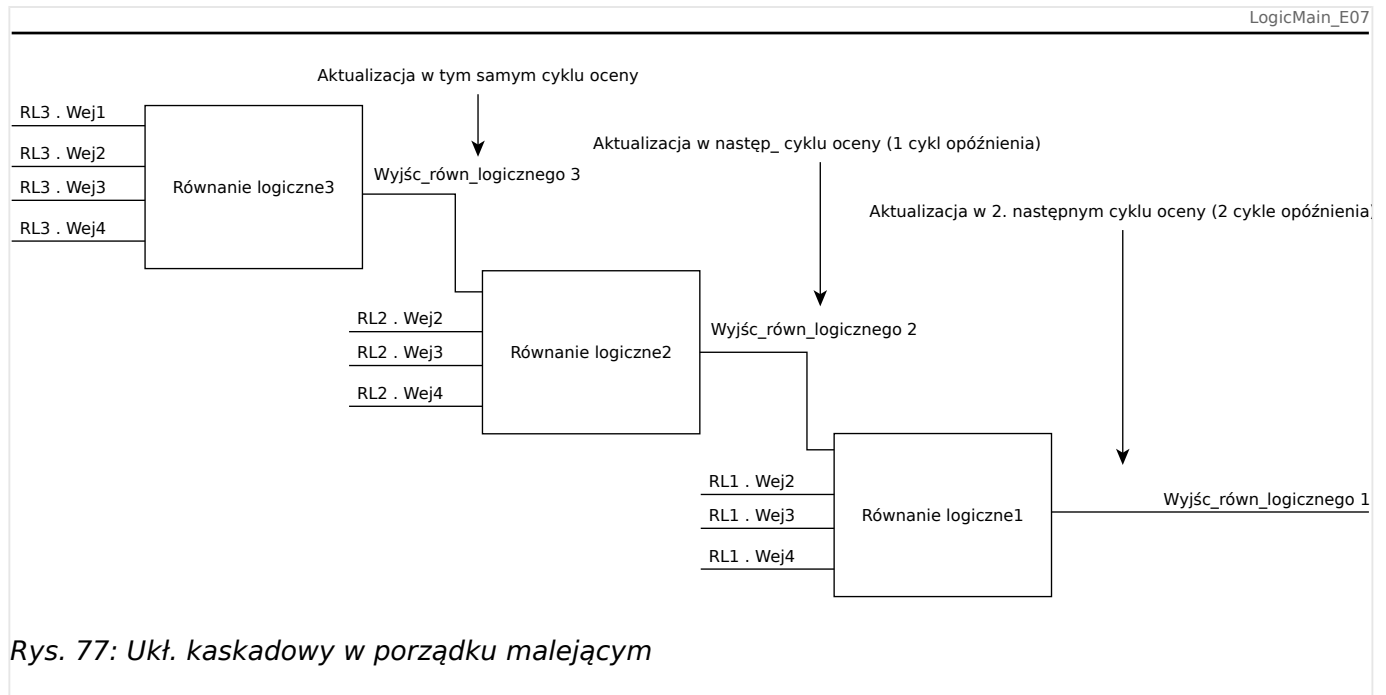 LogicMain_E07
Aktualizacja w tym samym cyklu oceny
RL3 . Wej1
RL3 . Wej2
RL3 . Wej3
RL3 . Wej4
Równanie logiczne3
Wyjśc_równ_logicznego 3
Aktualizacja w następ_ cyklu oceny (1 cykl opóźnienia)
RL2 . Wej2
RL2 . Wej3
RL2 . Wej4
Równanie logiczne2
Wyjśc_równ_logicznego 2
Aktualizacja w 2. następnym cyklu oceny (2 cykle opóźnienia)
RL1 . Wej2
RL1 . Wej3
RL1 . Wej4
Równanie logiczne1
Wyjśc_równ_logicznego 1
Rys. 77: Ukł. kaskadowy w porządku malejącym